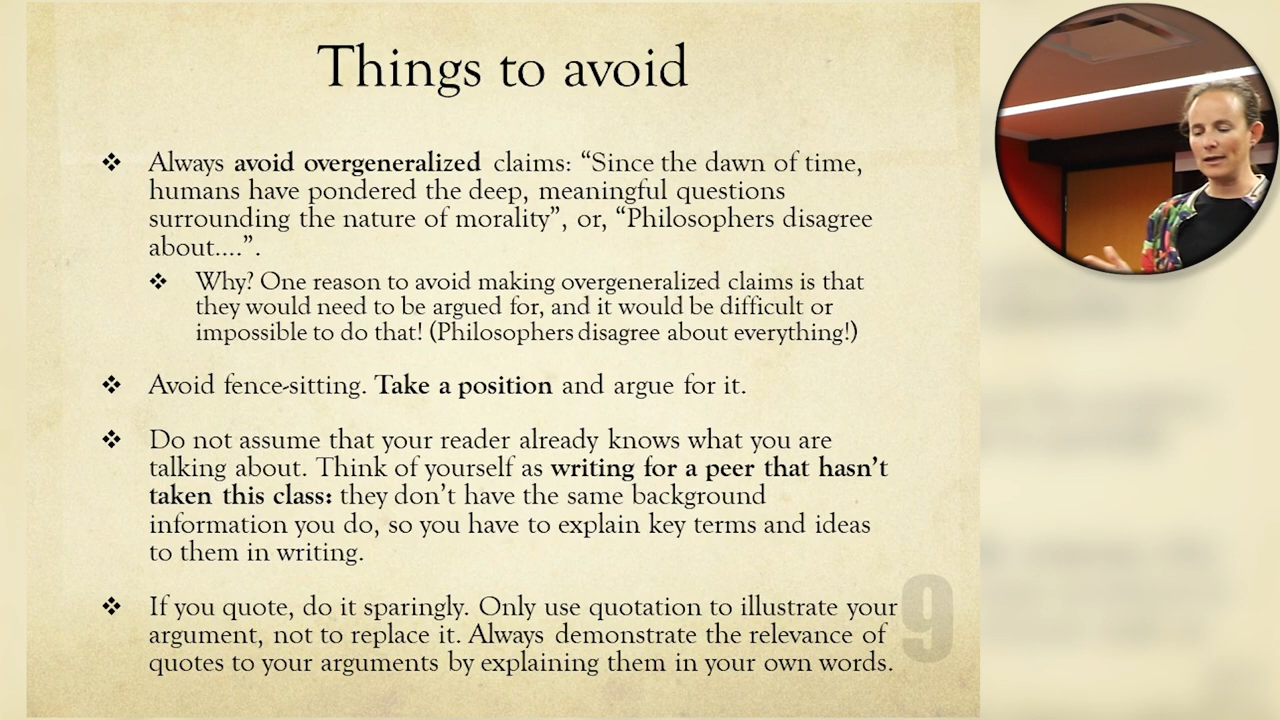 Things to avoid
❖ Always avoid overgeneralized claims: “Since the dawn of time,
humans have pondered the deep, meaningful questions
surrounding the nature of morality”, or, “Philosophers disagree
about….”.
❖ Why? One reason to avoid making overgeneralized claims is that
they would need to be argued for, and it would be difficult or
impossible to do that! (Philosophers disagree about everything!)
❖ Avoid fence-sitting. Take a position and argue for it.
❖ Do not assume that your reader already knows what you are
talking about. Think of yourself as writing for a peer that hasn’t
taken this class: they don’t have the same background
information you do, so you have to explain key terms and ideas
to them in writing.
❖ If you quote, do it sparingly. Only use quotation to illustrate your
argument, not to replace it. Always demonstrate the relevance of
quotes to your arguments by explaining them in your own words.
9